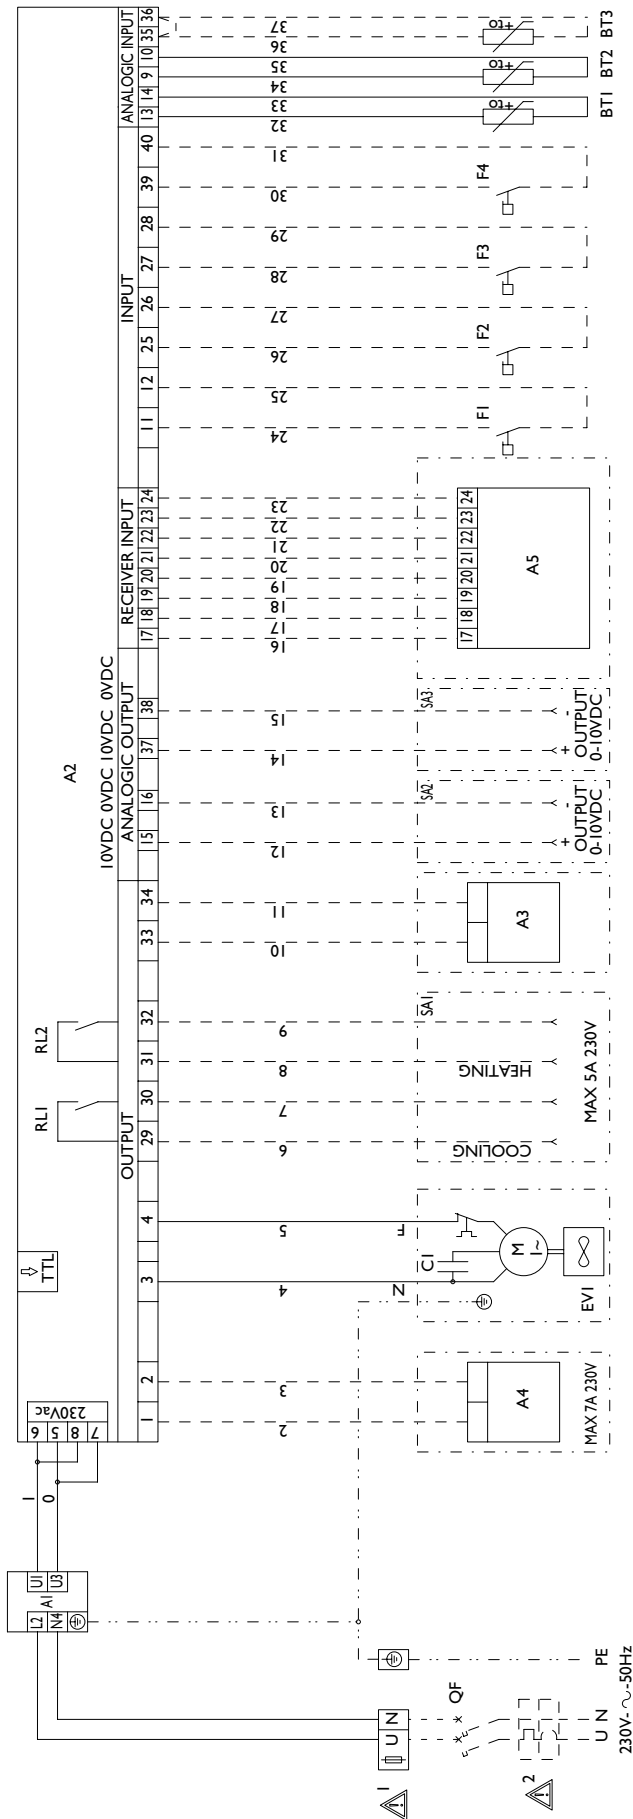 L2 A1 U1
N4 U3
1
0
6 5 8 7
230Vac
TTL
RL1 RL2
A2
10VDC 0VDC 10VDC 0VDC
OUTPUT ANALOGIC OUTPUT RECEIVER INPUT INPUT ANALOGIC INPUT
1 2 3 4 29 30 31 32 33 34 15 16 37 38 17 18 19 20 21 22 23 24 11 12 25 26 27 28 39 40 13 14 9 10 35 36
2 3 4 5 6 7 8 9 10 11 12 13 14 15 16 17 18 19 20 21 22 23 24 25 26 27 28 29 30 31 32 33 34 35 36 37
N F
1
U N
QF
2
U N PE
230V- ~ -50Hz
A4
MAX 7A 230V
C1
M
1~
EV1
SA1
COOLING HEATING
MAX 5A 230V
A3
SA2
+ -
OUTPUT
0-10VDC
SA3
+ -
OUTPUT
0-10VDC
17 18 19 20 21 22 23 24
A5
F1 F2 F3 F4
+t° +t° +t°
BT1 BT2 BT3